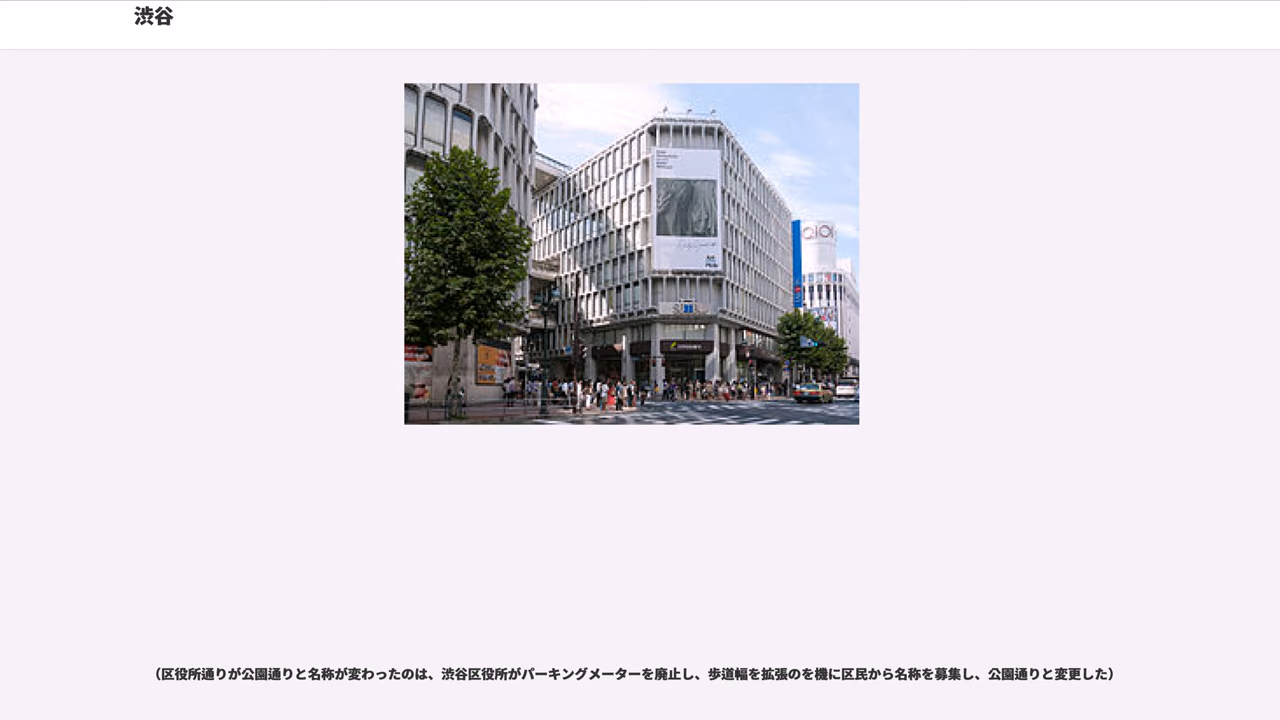 渋谷
OIOI
（区役所通りが公園通りと名称が変わったのは、渋谷区役所がパーキングメーターを廃止し、歩道幅を拡張のを機に区民から名称を募集し、公園通りと変更した）